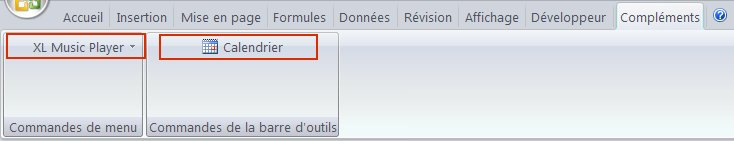 Accueil Insertion Mise en page Formules Données Révision Affichage Développeur Compléments
XL Music Player Calendrier
Commandes de menu Commandes de la barre d'outils